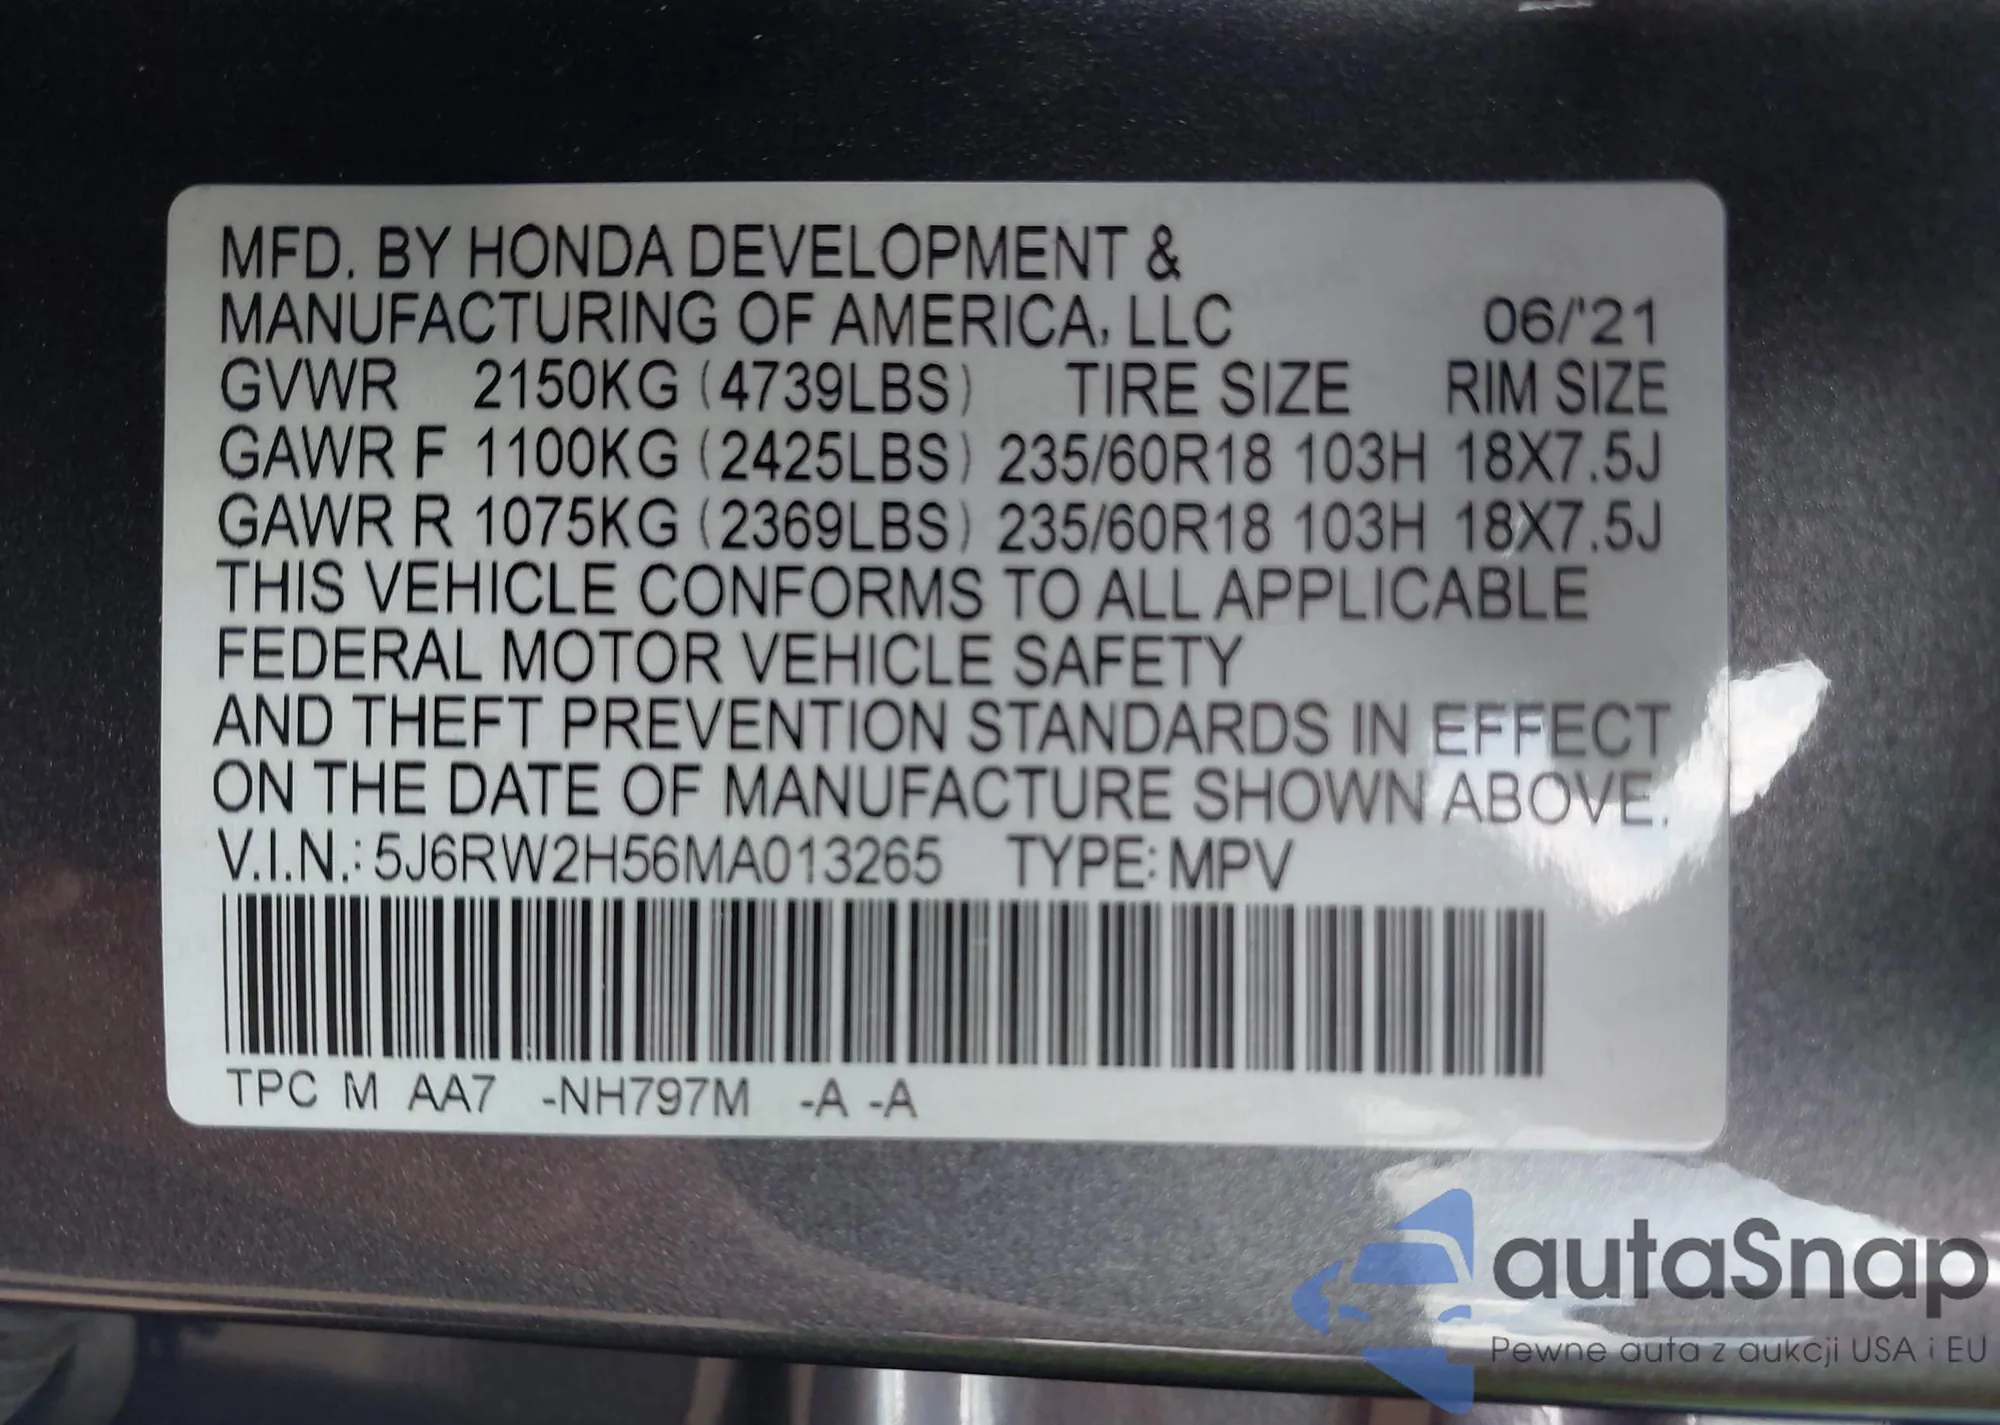 MFD. BY HONDA DEVELOPMENT &
MANUFACTURING OF AMERICA, LLC 06/'21
GVWR 2150KG (4739LBS) TIRE SIZE RIM SIZE
GAWR F 1100KG (2425LBS) 235/60R18 103H 18X7.5J
GAWR R 1075KG (2369LBS) 235/60R18 103H 18X7.5J
THIS VEHICLE CONFORMS TO ALL APPLICABLE
FEDERAL MOTOR VEHICLE SAFETY
AND THEFT PREVENTION STANDARDS IN EFFECT
ON THE DATE OF MANUFACTURE SHOWN ABOVE.
V.I.N.: 5J6RW2H56MA013265 TYPE: MPV
TPC M AA7 -NH797M -A -A
autaSnap
Pewne auta z aukcji USA i EU